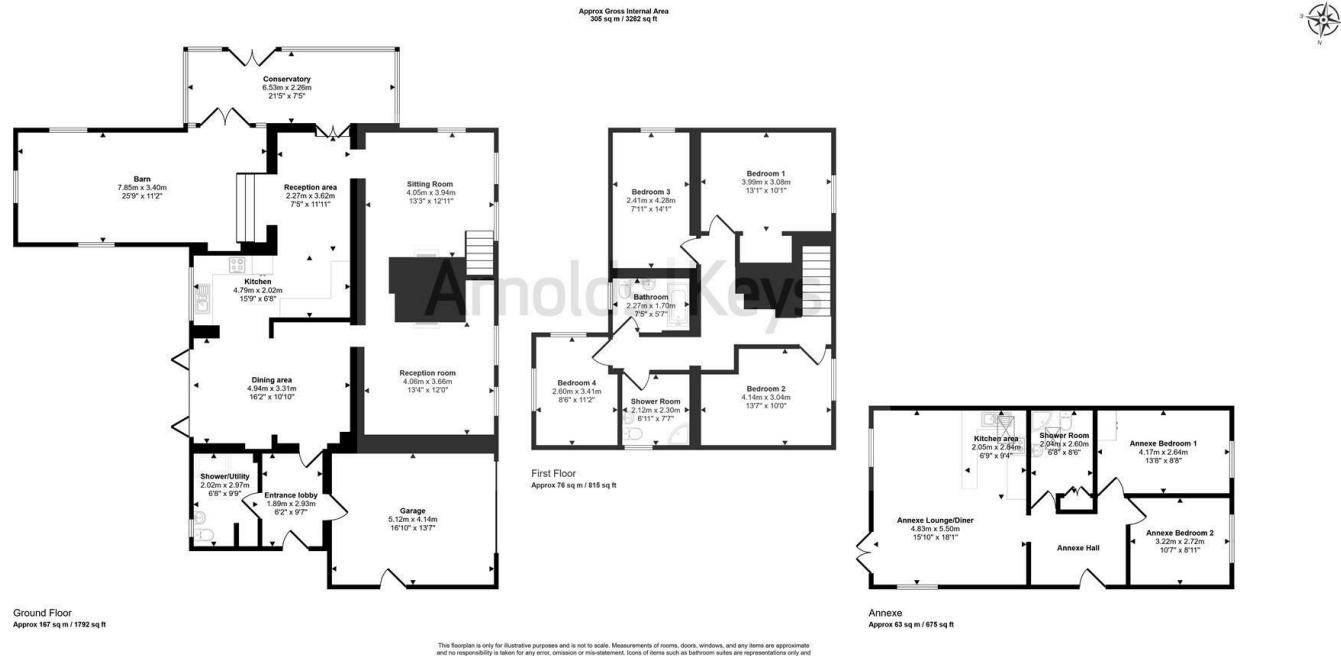 Approx Gross Internal Area
305 sq m / 3282 sq ft
N
Conservatory
6.53m x 2.26m
21'5" x 7'5"
Barn
7.85m x 3.40m
25'9" x 11'2"
Reception area
2.27m x 3.62m
7'5" x 11'11"
Sitting Room
4.05m x 3.94m
13'3" x 12'11"
Kitchen
4.79m x 2.02m
15'9" x 6'8"
Dining area
4.94m x 3.31m
16'2" x 10'10"
Reception room
4.06m x 3.66m
13'4" x 12'0"
Shower/Utility
2.02m x 2.97m
6'8" x 9'9"
Entrance lobby
1.89m x 2.93m
6'2" x 9'7"
Garage
5.12m x 4.14m
16'10" x 13'7"
Ground Floor
Approx 167 sq m / 1792 sq ft
Bedroom 3
2.41m x 4.28m
7'11" x 14'1"
Bedroom 1
3.99m x 3.08m
13'1" x 10'1"
Bathroom
2.27m x 1.70m
7'5" x 5'7"
Bedroom 4
2.60m x 3.41m
8'6" x 11'2"
Shower Room
2.12m x 2.30m
6'11" x 7'7"
Bedroom 2
4.14m x 3.04m
13'7" x 10'0"
First Floor
Approx 76 sq m / 815 sq ft
Kitchen area
2.05m x 2.84m
6'9" x 9'4"
Shower Room
2.04m x 2.60m
6'8" x 8'6"
Annexe Bedroom 1
4.17m x 2.64m
13'8" x 8'8"
Annexe Lounge/Diner
4.83m x 5.50m
15'10" x 18'1"
Annexe Hall
Annexe Bedroom 2
3.22m x 2.72m
10'7" x 8'11"
Annexe
Approx 63 sq m / 675 sq ft
Arnolds Keys
This floorplan is only for illustrative purposes and is not to scale. Measurements of rooms, doors, windows, and any items are approximate
and no responsibility is taken for any error, omission or mis-statement. Icons of items such as bathroom suites are representations only and